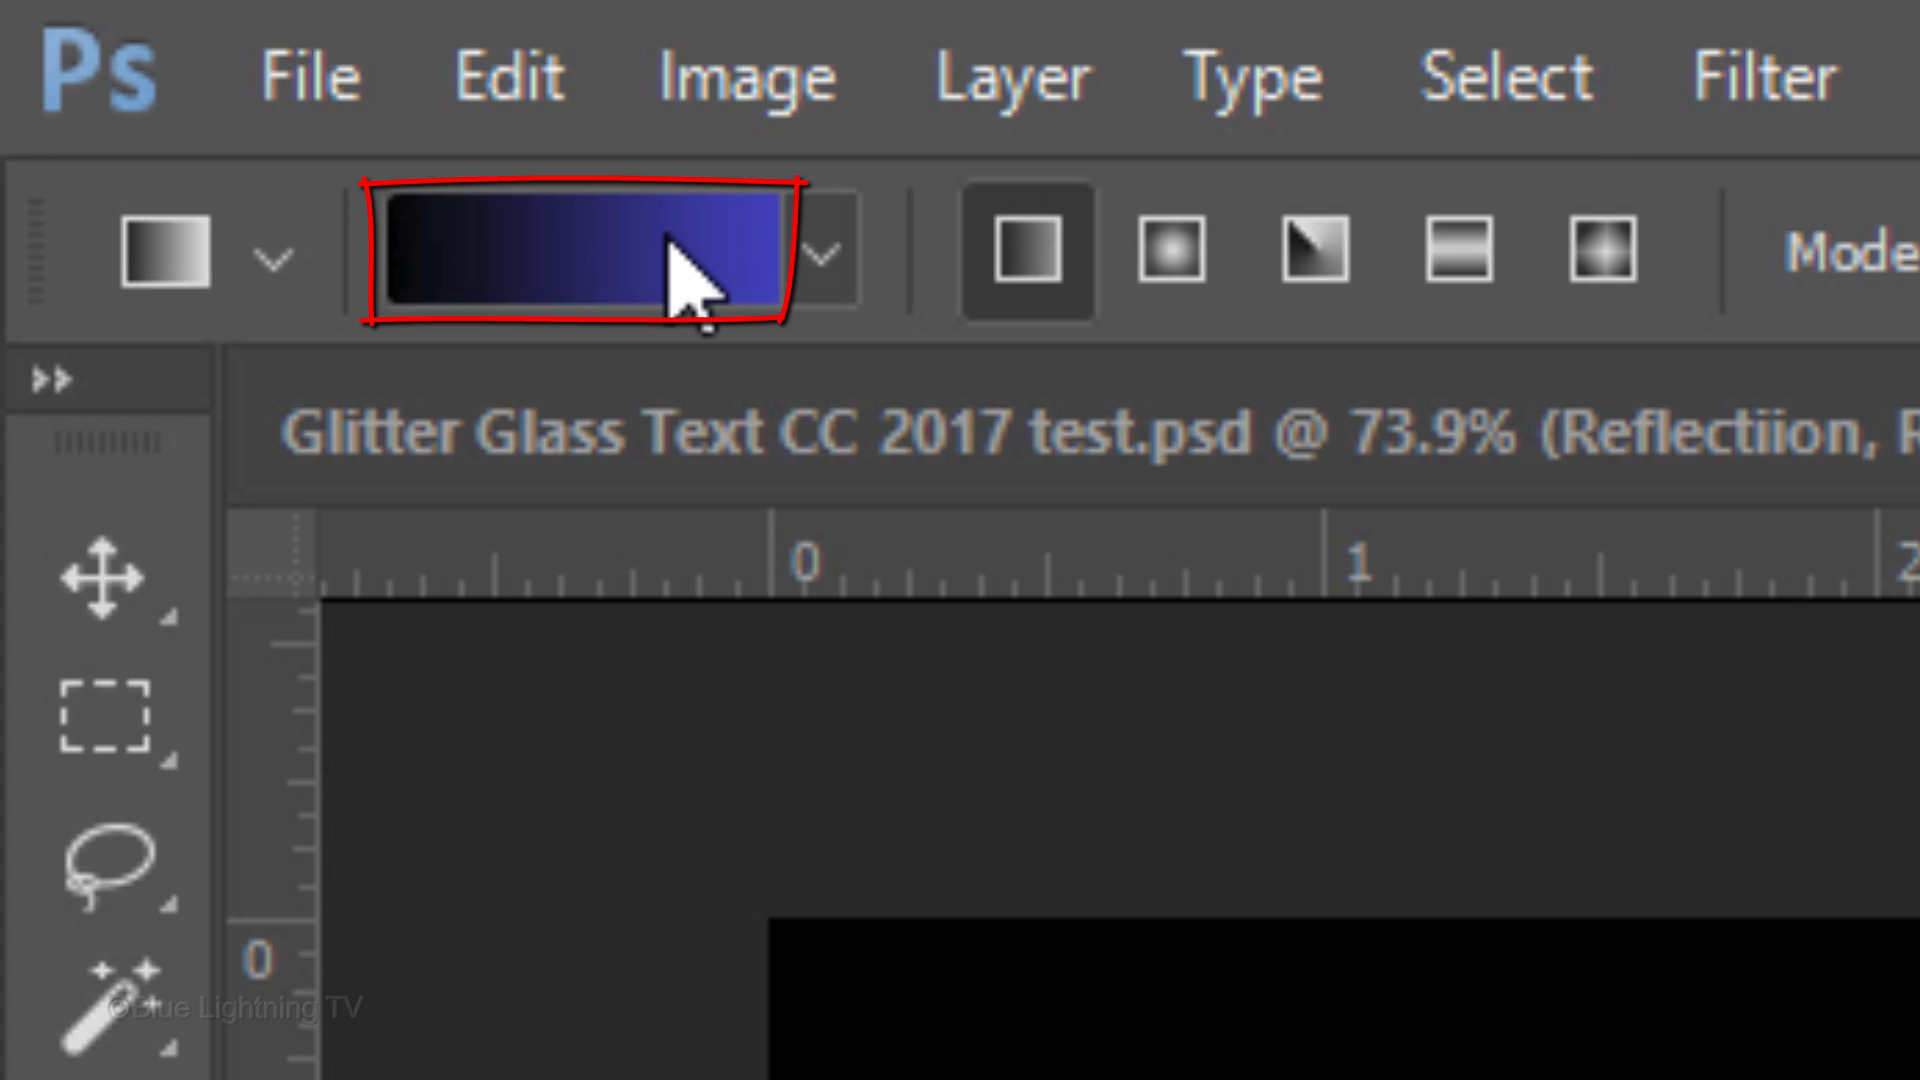 Ps File Edit Image Layer Type Select Filter
Mode
Glitter Glass Text CC 2017 test.psd @ 73.9% (Reflectiion, R
0 1 2
0
©Blue Lightning TV